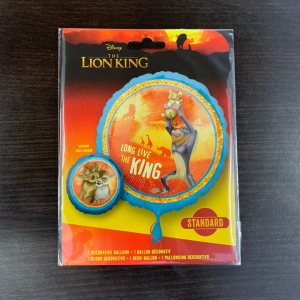 Disney
THE
LION KING
LONG LIVE
THE
KING
STANDARD
1 DECORATIVE BALLOON • 1 BALLON DÉCORATIF
1 GLOBO DECORATIVO • 1 DEKO-BALLON • 1 PALLONCINO DECORATIVO